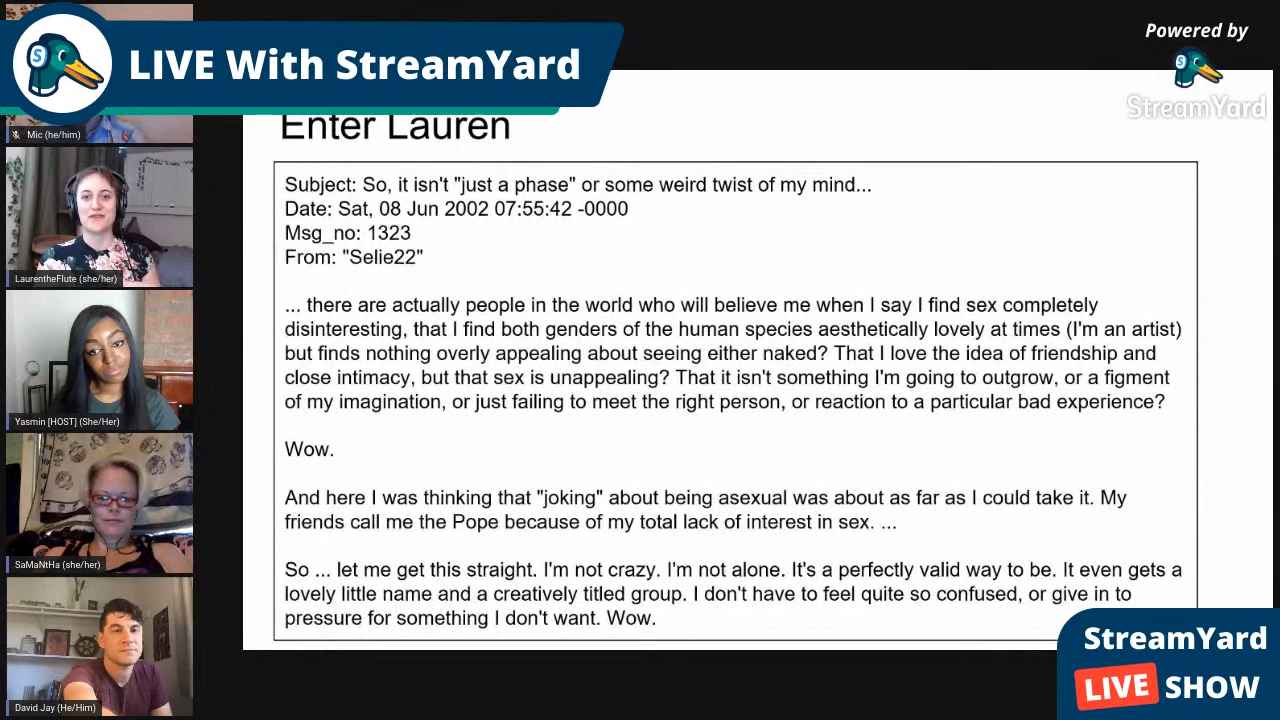 S
LIVE With StreamYard
Powered by
S
StreamYard
Mic (he/him)
LaurentheFlute (she/her)
Yasmin [HOST] (She/Her)
SaMaNtHa (she/her)
David Jay (He/Him)
Enter Lauren
Subject: So, it isn't "just a phase" or some weird twist of my mind...
Date: Sat, 08 Jun 2002 07:55:42 -0000
Msg_no: 1323
From: "Selie22"
... there are actually people in the world who will believe me when I say I find sex completely
disinteresting, that I find both genders of the human species aesthetically lovely at times (I'm an artist)
but finds nothing overly appealing about seeing either naked? That I love the idea of friendship and
close intimacy, but that sex is unappealing? That it isn't something I'm going to outgrow, or a figment
of my imagination, or just failing to meet the right person, or reaction to a particular bad experience?
Wow.
And here I was thinking that "joking" about being asexual was about as far as I could take it. My
friends call me the Pope because of my total lack of interest in sex. ...
So ... let me get this straight. I'm not crazy. I'm not alone. It's a perfectly valid way to be. It even gets a
lovely little name and a creatively titled group. I don't have to feel quite so confused, or give in to
pressure for something I don't want. Wow.
StreamYard
LIVE SHOW